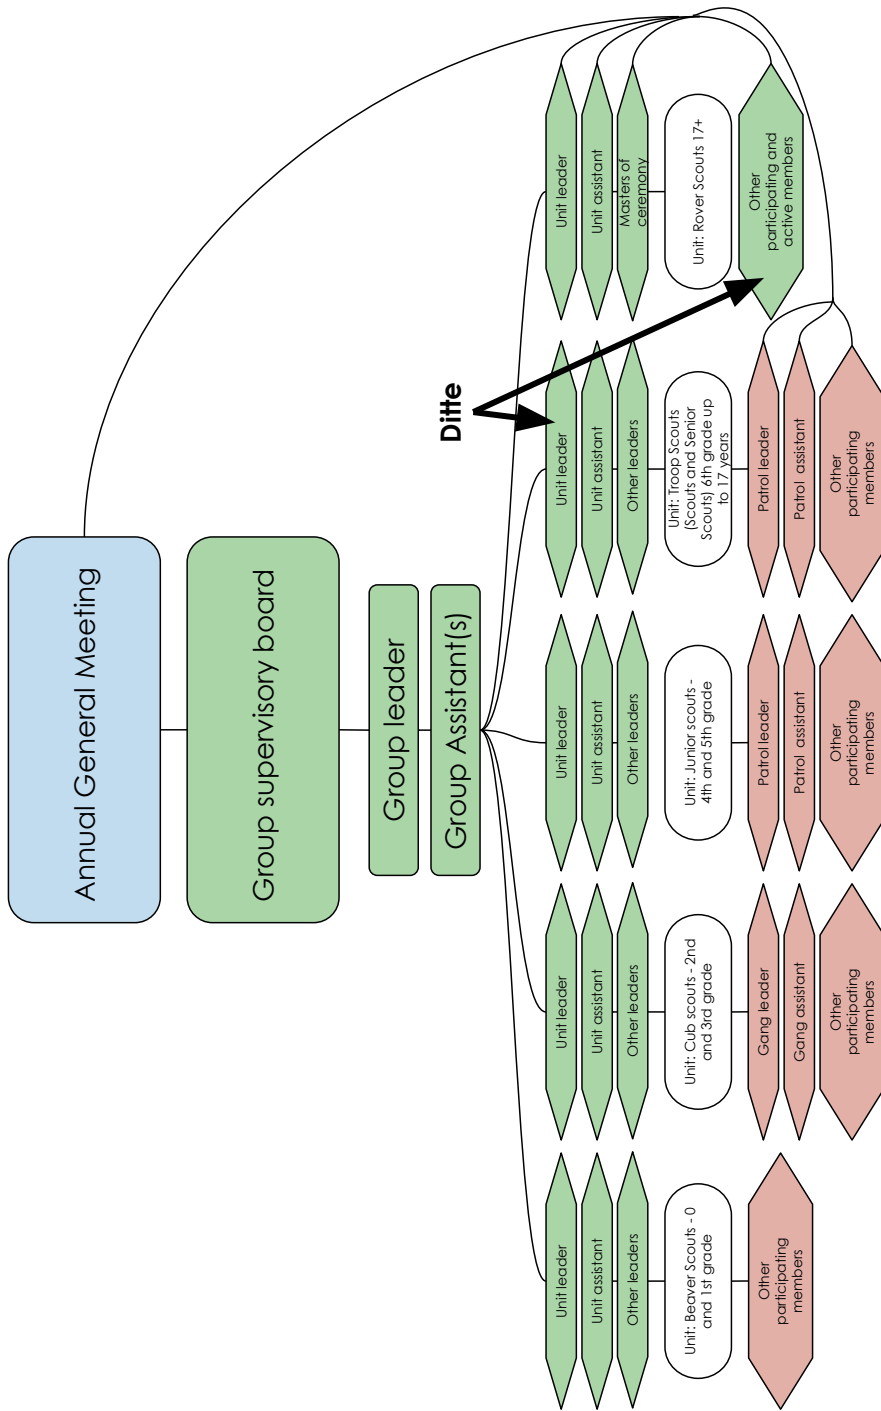 Annual General Meeting
Group supervisory board
Group leader
Group Assistant(s)
Ditte
Unit leader
Unit assistant
Other leaders
Unit: Beaver Scouts - 0
and 1st grade
Other
participating
members
Unit leader
Unit assistant
Other leaders
Unit: Cub scouts - 2nd
and 3rd grade
Gang leader
Gang assistant
Other
participating
members
Unit leader
Unit assistant
Other leaders
Unit: Junior scouts -
4th and 5th grade
Patrol leader
Patrol assistant
Other
participating
members
Unit leader
Unit assistant
Other leaders
Unit: Troop Scouts
(Scouts and Senior
Scouts) 6th grade up
to 17 years
Patrol leader
Patrol assistant
Other
participating
members
Unit leader
Unit assistant
Masters of
ceremony
Unit: Rover Scouts 17+
Other
participating and
active members